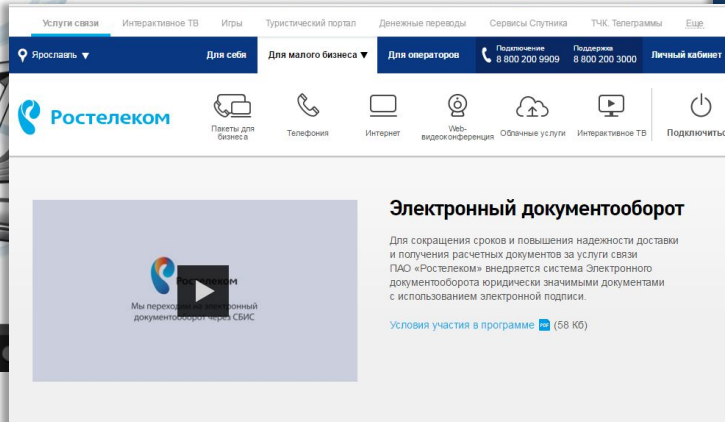 Услуги связи Интерактивное ТВ Игры Туристический портал Денежные переводы Сервисы Спутника ТЧК. Телеграммы Еще
Ярославль ▼ Для себя Для малого бизнеса ▼ Для операторов Подключение 8 800 200 9909 Поддержка 8 800 200 3000 Личный кабинет
Ростелеком
Пакеты для
бизнеса
Телефония
Интернет
Web-
видеоконференция
Облачные услуги
Интерактивное ТВ
Подключитьс
Электронный документооборот
Для сокращения сроков и повышения надежности доставки
и получения расчетных документов за услуги связи
ПАО «Ростелеком» внедряется система Электронного
документооборота юридически значимыми документами
с использованием электронной подписи.
Условия участия в программе PDF (58 Кб)
Ростелеком
Мы переходим на электронный
документооборот через СБИС